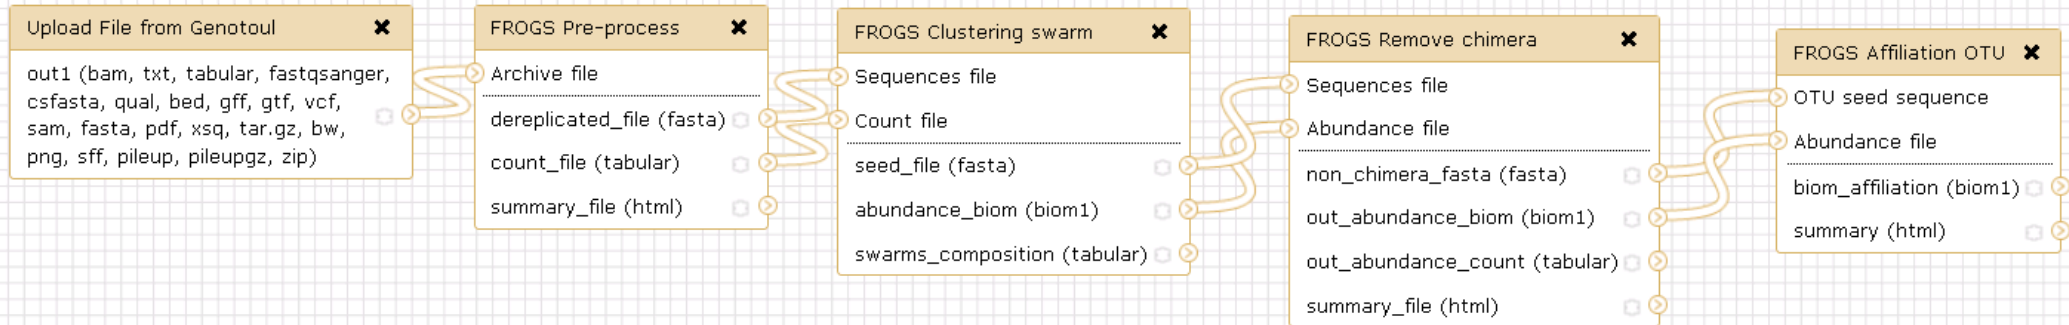 Upload File from Genotoul
out1 (bam, txt, tabular, fastqsanger,
csfasta, qual, bed, gff, gtf, vcf,
sam, fasta, pdf, xsq, tar.gz, bw,
png, sff, pileup, pileupgz, zip)
FROGS Pre-process
Archive file
dereplicated_file (fasta)
count_file (tabular)
summary_file (html)
FROGS Clustering swarm
Sequences file
Count file
seed_file (fasta)
abundance_biom (biom1)
swarms_composition (tabular)
FROGS Remove chimera
Sequences file
Abundance file
non_chimera_fasta (fasta)
out_abundance_biom (biom1)
out_abundance_count (tabular)
summary_file (html)
FROGS Affiliation OTU
OTU seed sequence
Abundance file
biom_affiliation (biom1)
summary (html)